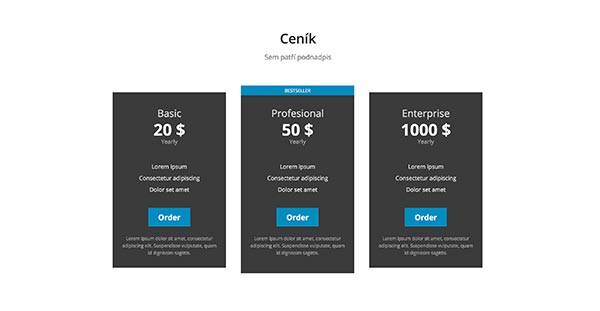 Ceník
Sem patří podnadpis
Basic
20 $
Yearly
Lorem Ipsum
Consectetur adipiscing
Dolor set amet
Order
Lorem ipsum dolor sit amet, consectetur
adipiscing elit. Suspendisse vulputate, quam
id dignissim sagittis.
BESTSELLER
Profesional
50 $
Yearly
Lorem Ipsum
Consectetur adipiscing
Dolor set amet
Order
Lorem ipsum dolor sit amet, consectetur
adipiscing elit. Suspendisse vulputate, quam
id dignissim sagittis.
Enterprise
1000 $
Yearly
Lorem Ipsum
Consectetur adipiscing
Dolor set amet
Order
Lorem ipsum dolor sit amet, consectetur
adipiscing elit. Suspendisse vulputate, quam
id dignissim sagittis.